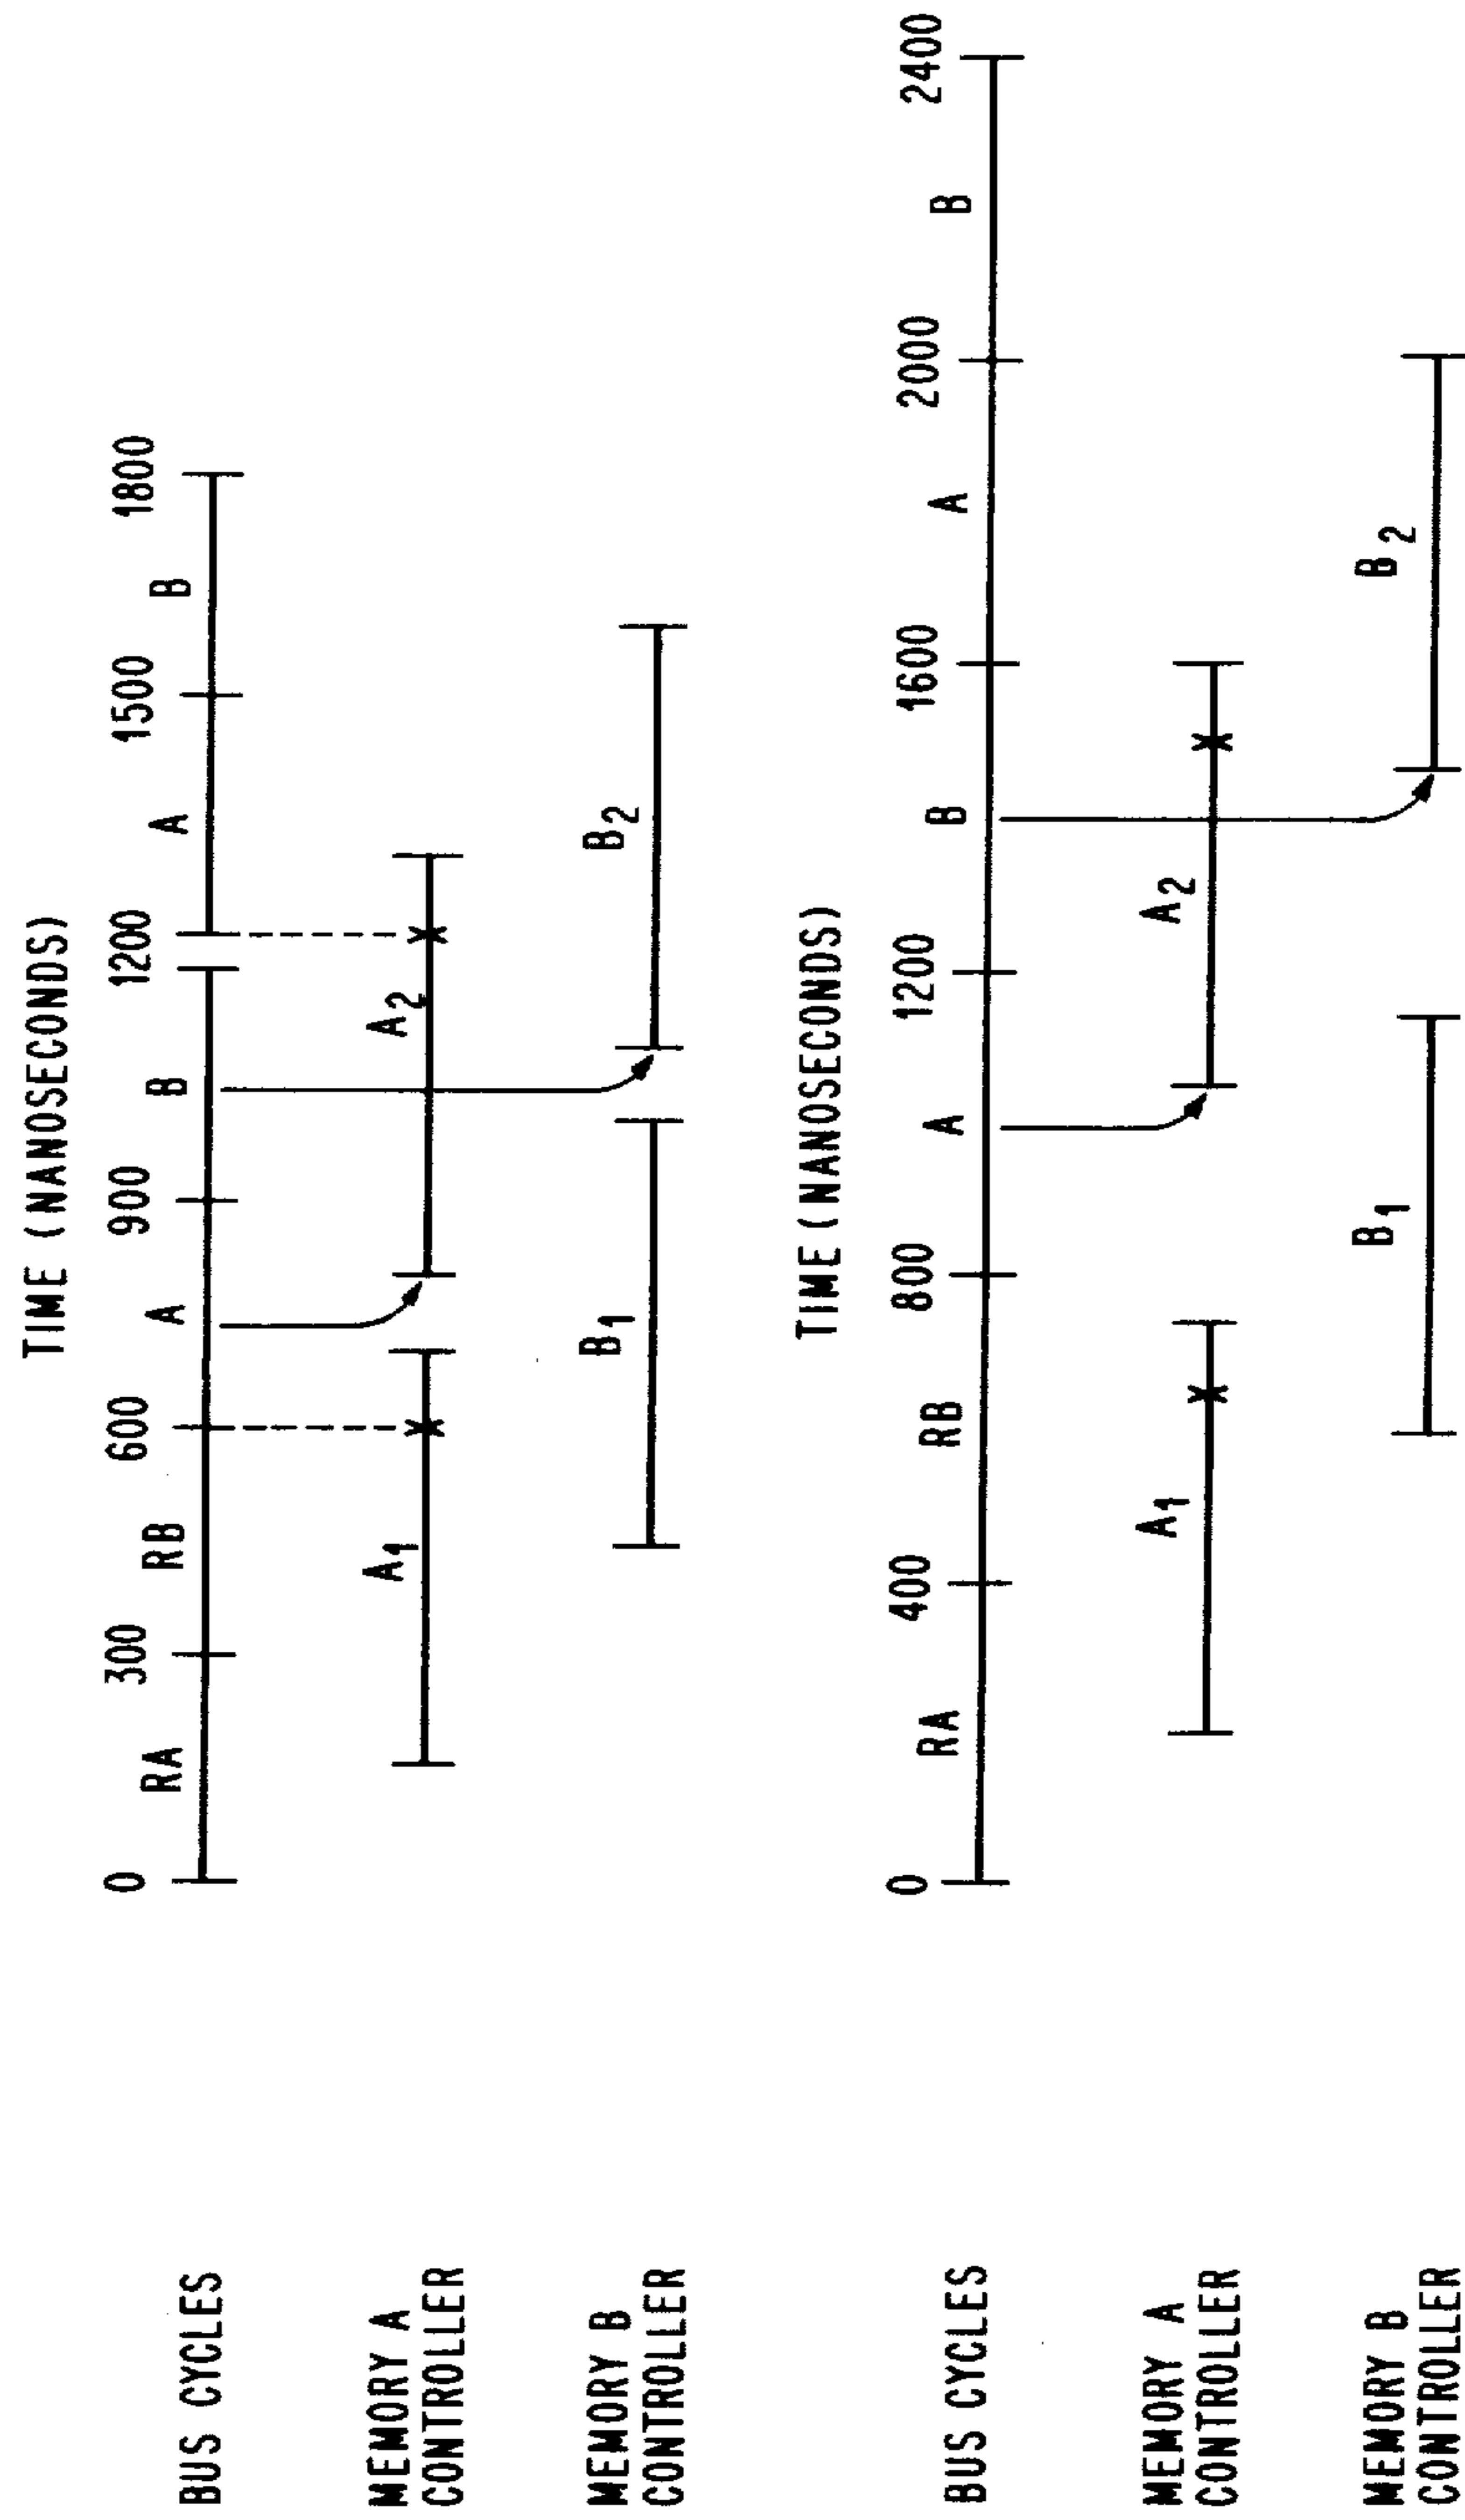 TIME (NANOSECONDS)
0 300 600 900 1200 1500 1800
BUS CYCLES RA RB A B A B
MEMORY A CONTROLLER A1 X A2 X
MEMORY B CONTROLLER B1 B2
TIME (NANOSECONDS)
0 400 800 1200 1600 2000 2400
BUS CYCLES RA RB A B A B
MEMORY A CONTROLLER A1 X A2 X
MEMORY B CONTROLLER B1 B2